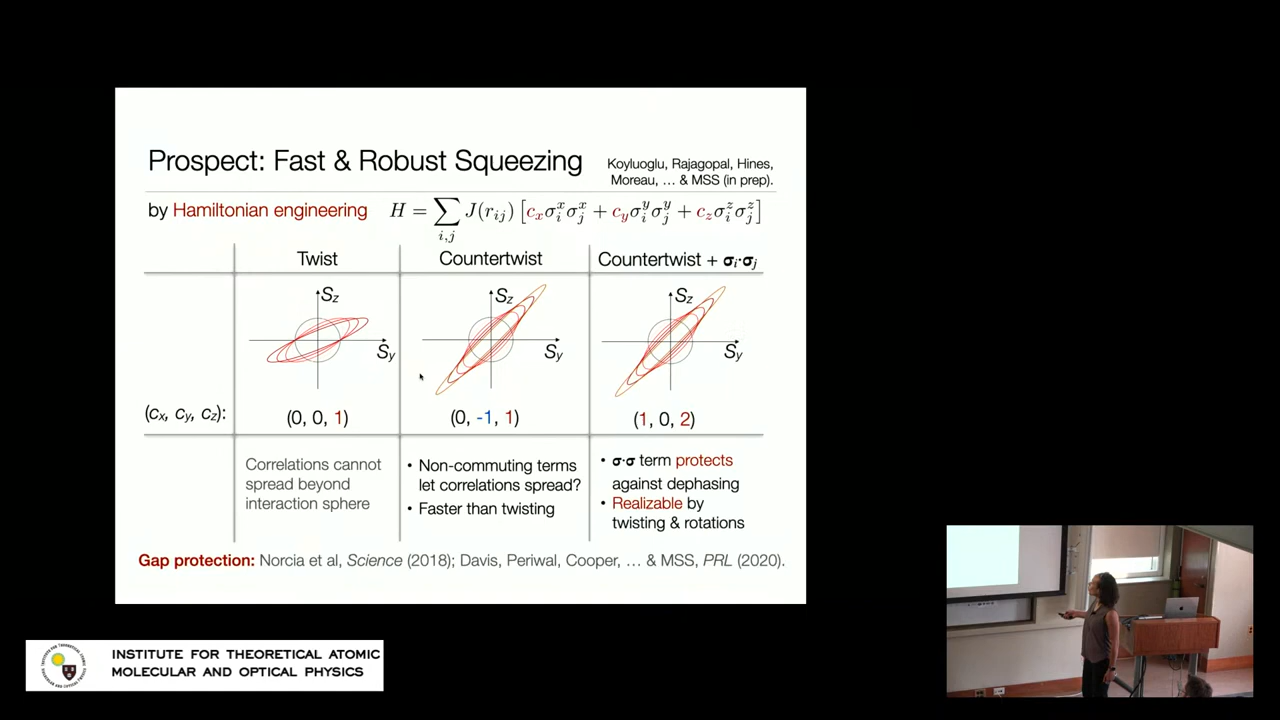 Prospect: Fast & Robust Squeezing
Koyluoglu, Rajagopal, Hines,
Moreau, … & MSS (in prep).
by Hamiltonian engineering
H = ∑_{i,j} J(r_{ij}) [c_x σ_i^x σ_j^x + c_y σ_i^y σ_j^y + c_z σ_i^z σ_j^z]
Twist
Countertwist
Countertwist + σ_i·σ_j
S_z
S_y
S_z
S_y
S_z
S_y
(c_x, c_y, c_z):
(0, 0, 1)
(0, -1, 1)
(1, 0, 2)
Correlations cannot
spread beyond
interaction sphere
• Non-commuting terms
let correlations spread?
• Faster than twisting
• σ·σ term protects
against dephasing
• Realizable by
twisting & rotations
Gap protection: Norcia et al, Science (2018); Davis, Periwal, Cooper, … & MSS, PRL (2020).
INSTITUTE FOR THEORETICAL ATOMIC
MOLECULAR AND OPTICAL PHYSICS